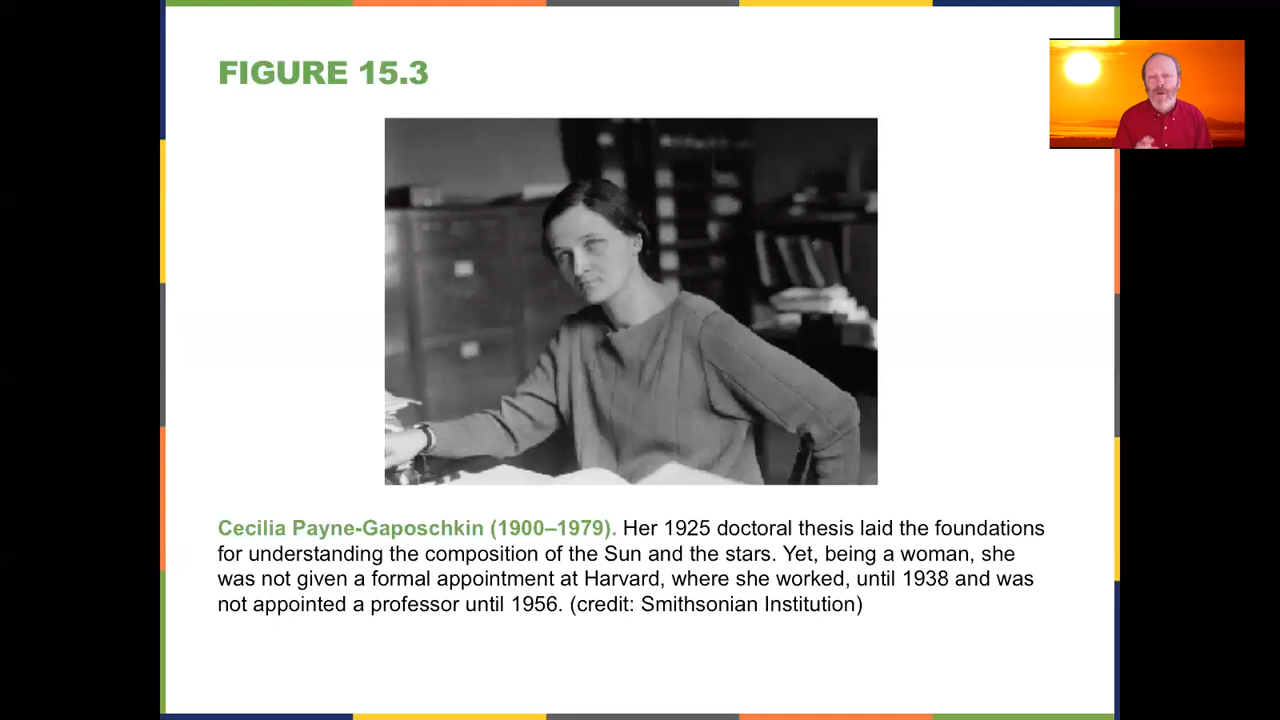 FIGURE 15.3
Cecilia Payne-Gaposchkin (1900–1979). Her 1925 doctoral thesis laid the foundations
for understanding the composition of the Sun and the stars. Yet, being a woman, she
was not given a formal appointment at Harvard, where she worked, until 1938 and was
not appointed a professor until 1956. (credit: Smithsonian Institution)